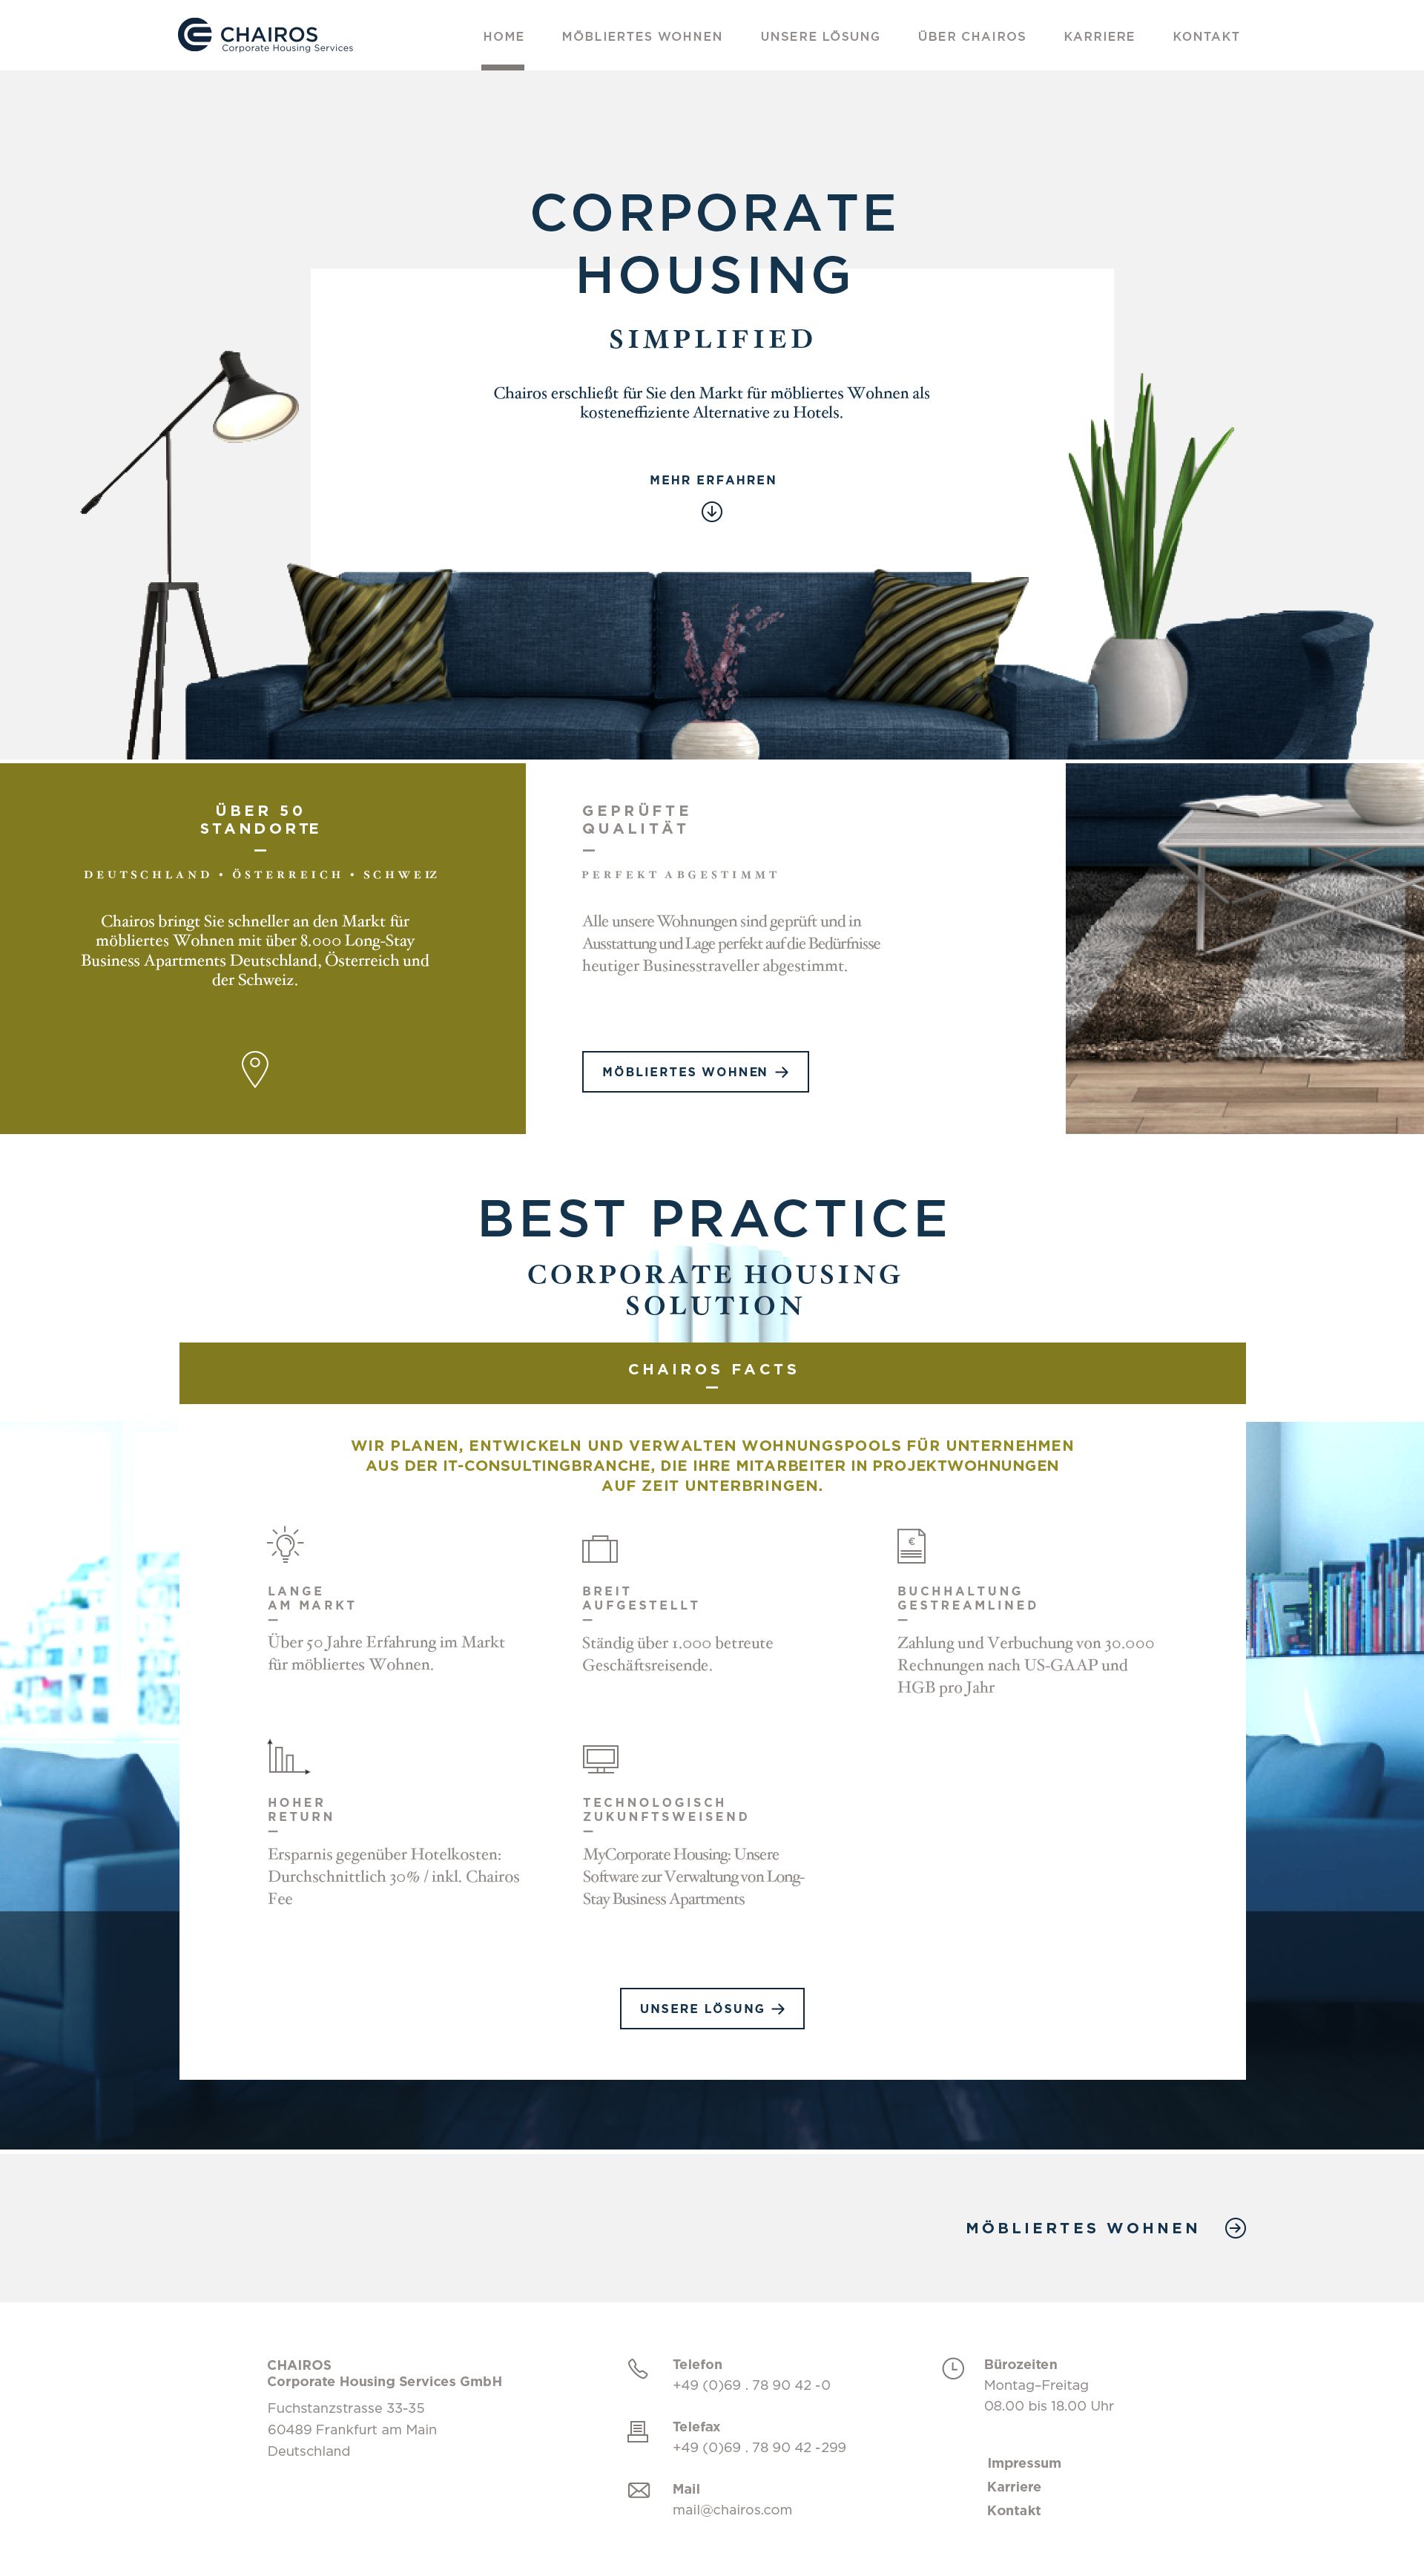 CHAIROS
Corporate Housing Services
HOME
MÖBLIERTES WOHNEN
UNSERE LÖSUNG
ÜBER CHAIROS
KARRIERE
KONTAKT
CORPORATE
HOUSING
SIMPLIFIED
Chairos erschließt für Sie den Markt für möbliertes Wohnen als
kosteneffiziente Alternative zu Hotels.
MEHR ERFAHREN
ÜBER 50
STANDORTE
DEUTSCHLAND • ÖSTERREICH • SCHWEIZ
Chairos bringt Sie schneller an den Markt für
möbliertes Wohnen mit über 8.000 Long-Stay
Business Apartments Deutschland, Österreich und
der Schweiz.
GEPRÜFTE
QUALITÄT
PERFEKT ABGESTIMMT
Alle unsere Wohnungen sind geprüft und in
Ausstattung und Lage perfekt auf die Bedürfnisse
heutiger Businesstraveller abgestimmt.
MÖBLIERTES WOHNEN
BEST PRACTICE
CORPORATE HOUSING
SOLUTION
CHAIROS FACTS
WIR PLANEN, ENTWICKELN UND VERWALTEN WOHNUNGSPOOLS FÜR UNTERNEHMEN
AUS DER IT-CONSULTINGBRANCHE, DIE IHRE MITARBEITER IN PROJEKTWOHNUNGEN
AUF ZEIT UNTERBRINGEN.
LANGE
AM MARKT
Über 50 Jahre Erfahrung im Markt
für möbliertes Wohnen.
BREIT
AUFGESTELLT
Ständig über 1.000 betreute
Geschäftsreisende.
€
BUCHHALTUNG
GESTREAMLINED
Zahlung und Verbuchung von 30.000
Rechnungen nach US-GAAP und
HGB pro Jahr
HOHER
RETURN
Ersparnis gegenüber Hotelkosten:
Durchschnittlich 30% / inkl. Chairos
Fee
TECHNOLOGISCH
ZUKUNFTSWEISEND
MyCorporate Housing: Unsere
Software zur Verwaltung von Long-
Stay Business Apartments
UNSERE LÖSUNG
MÖBLIERTES WOHNEN
CHAIROS
Corporate Housing Services GmbH
Fuchstanzstrasse 33-35
60489 Frankfurt am Main
Deutschland
Telefon
+49 (0)69 . 78 90 42 -0
Telefax
+49 (0)69 . 78 90 42 -299
Mail
mail@chairos.com
Bürozeiten
Montag–Freitag
08.00 bis 18.00 Uhr
Impressum
Karriere
Kontakt